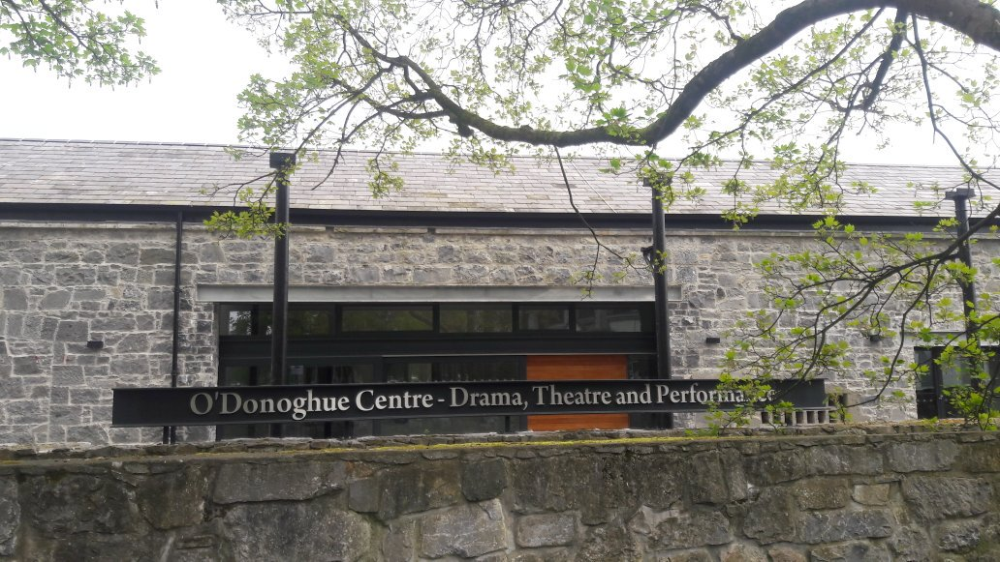 O'Donoghue Centre - Drama, Theatre and Performance